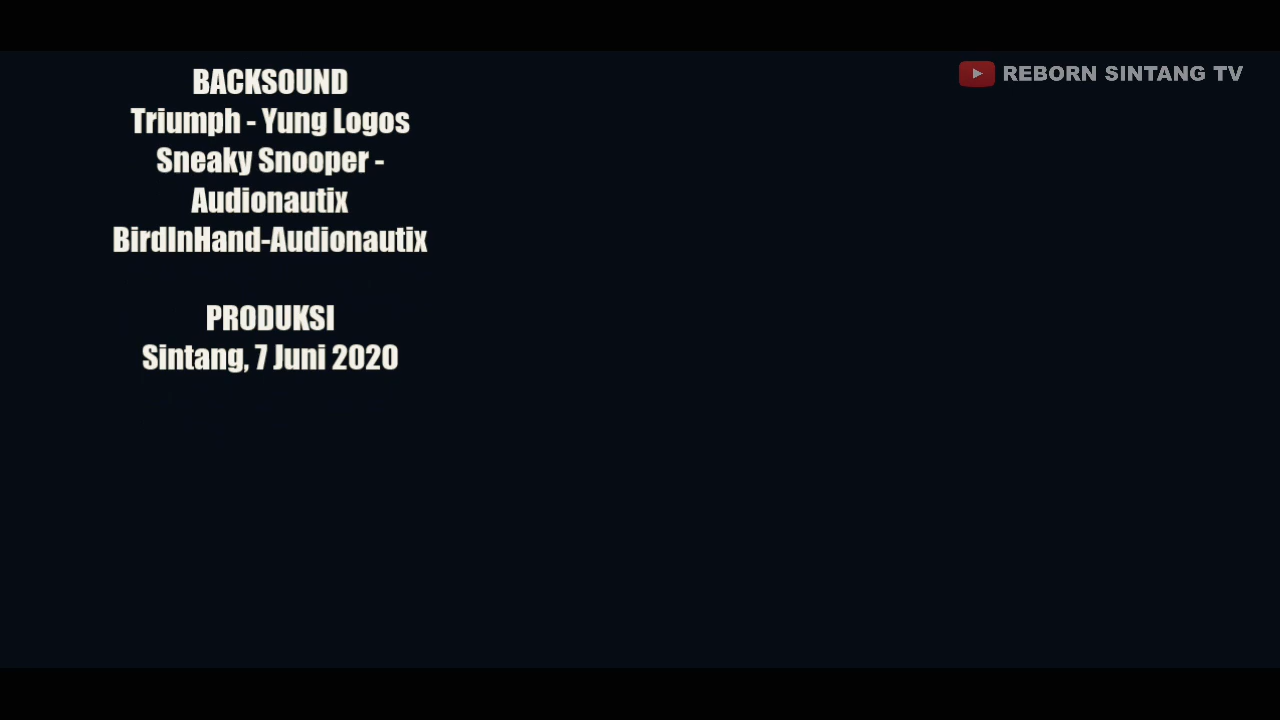 BACKSOUND
Triumph - Yung Logos
Sneaky Snooper -
Audionautix
BirdInHand-Audionautix
PRODUKSI
Sintang, 7 Juni 2020
REBORN SINTANG TV